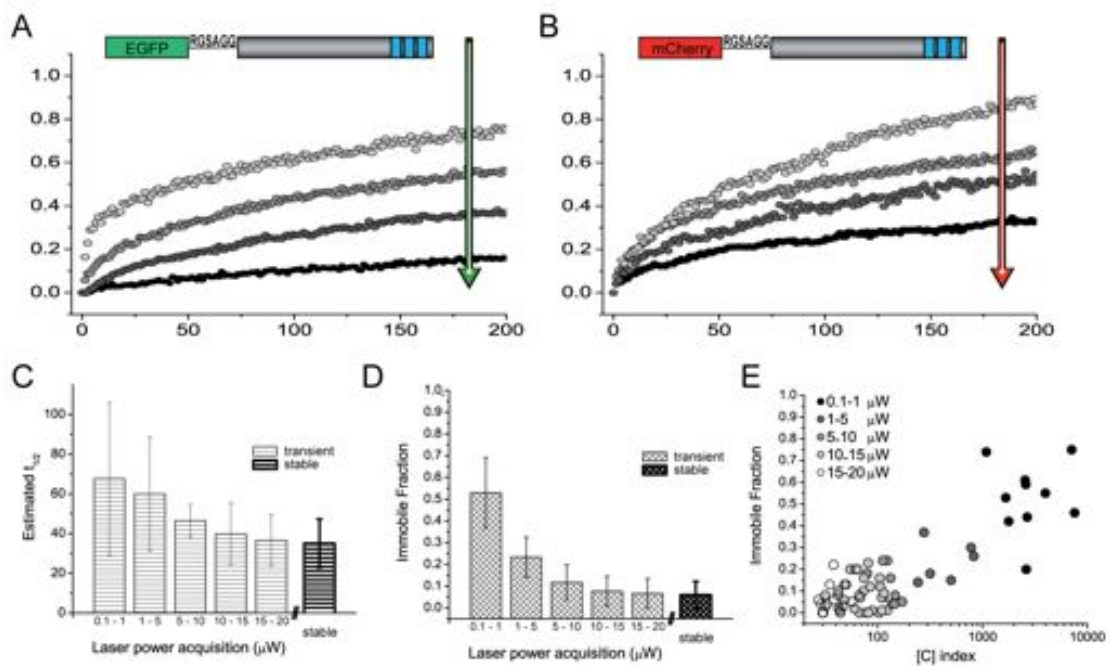 A
EGFP
RGSAGG
1.0
0.8
0.6
0.4
0.2
0.0
0
50
100
150
200
B
mCherry
RGSAGG
1.0
0.8
0.6
0.4
0.2
0.0
0
50
100
150
200
C
Estimated t1/2
100
80
60
40
20
0
transient
stable
0.1 - 1
1 - 5
5 - 10
10 - 15
15 - 20
stable
Laser power acquisition (μW)
D
Immobile Fraction
1.0
0.9
0.8
0.7
0.6
0.5
0.4
0.3
0.2
0.1
0.0
transient
stable
0.1 - 1
1 - 5
5 - 10
10 - 15
15 - 20
stable
Laser power acquisition (μW)
E
Immobile Fraction
1.0
0.9
0.8
0.7
0.6
0.5
0.4
0.3
0.2
0.1
0.0
0.1-1 μW
1-5 μW
5-10 μW
10-15 μW
15-20 μW
100
1000
10000
[C] index